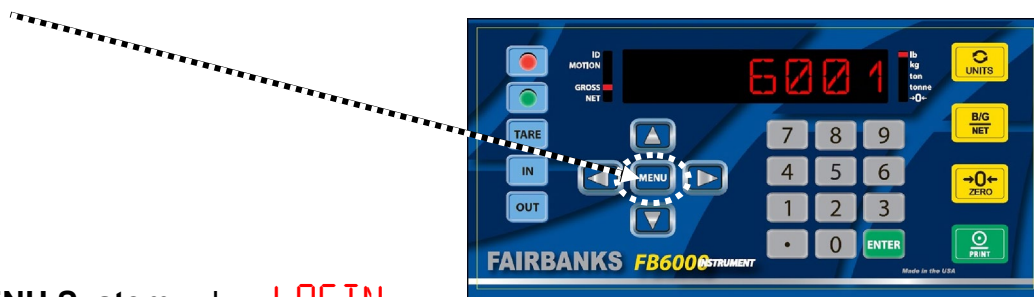 ID
MOTION
GROSS
NET
6001
lb
kg
ton
tonne
→0←
UNITS
TARE
7 8 9
B/G
NET
IN
MENU
4 5 6
→0←
ZERO
OUT
1 2 3
• 0 ENTER
PRINT
FAIRBANKS FB6000 INSTRUMENT
Made in the USA
LOGIN